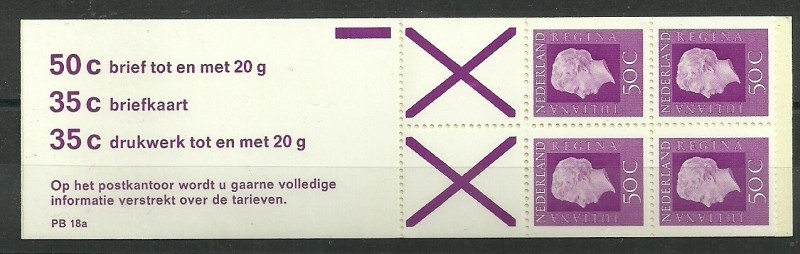 50 c brief tot en met 20 g
35 c briefkaart
35 c drukwerk tot en met 20 g
Op het postkantoor wordt u gaarne volledige
informatie verstrekt over de tarieven.
PB 18a
NEDERLAND
REGINA
50C
JULIANA
NEDERLAND
REGINA
50C
JULIANA
NEDERLAND
REGINA
50C
JULIANA
NEDERLAND
REGINA
50C
JULIANA